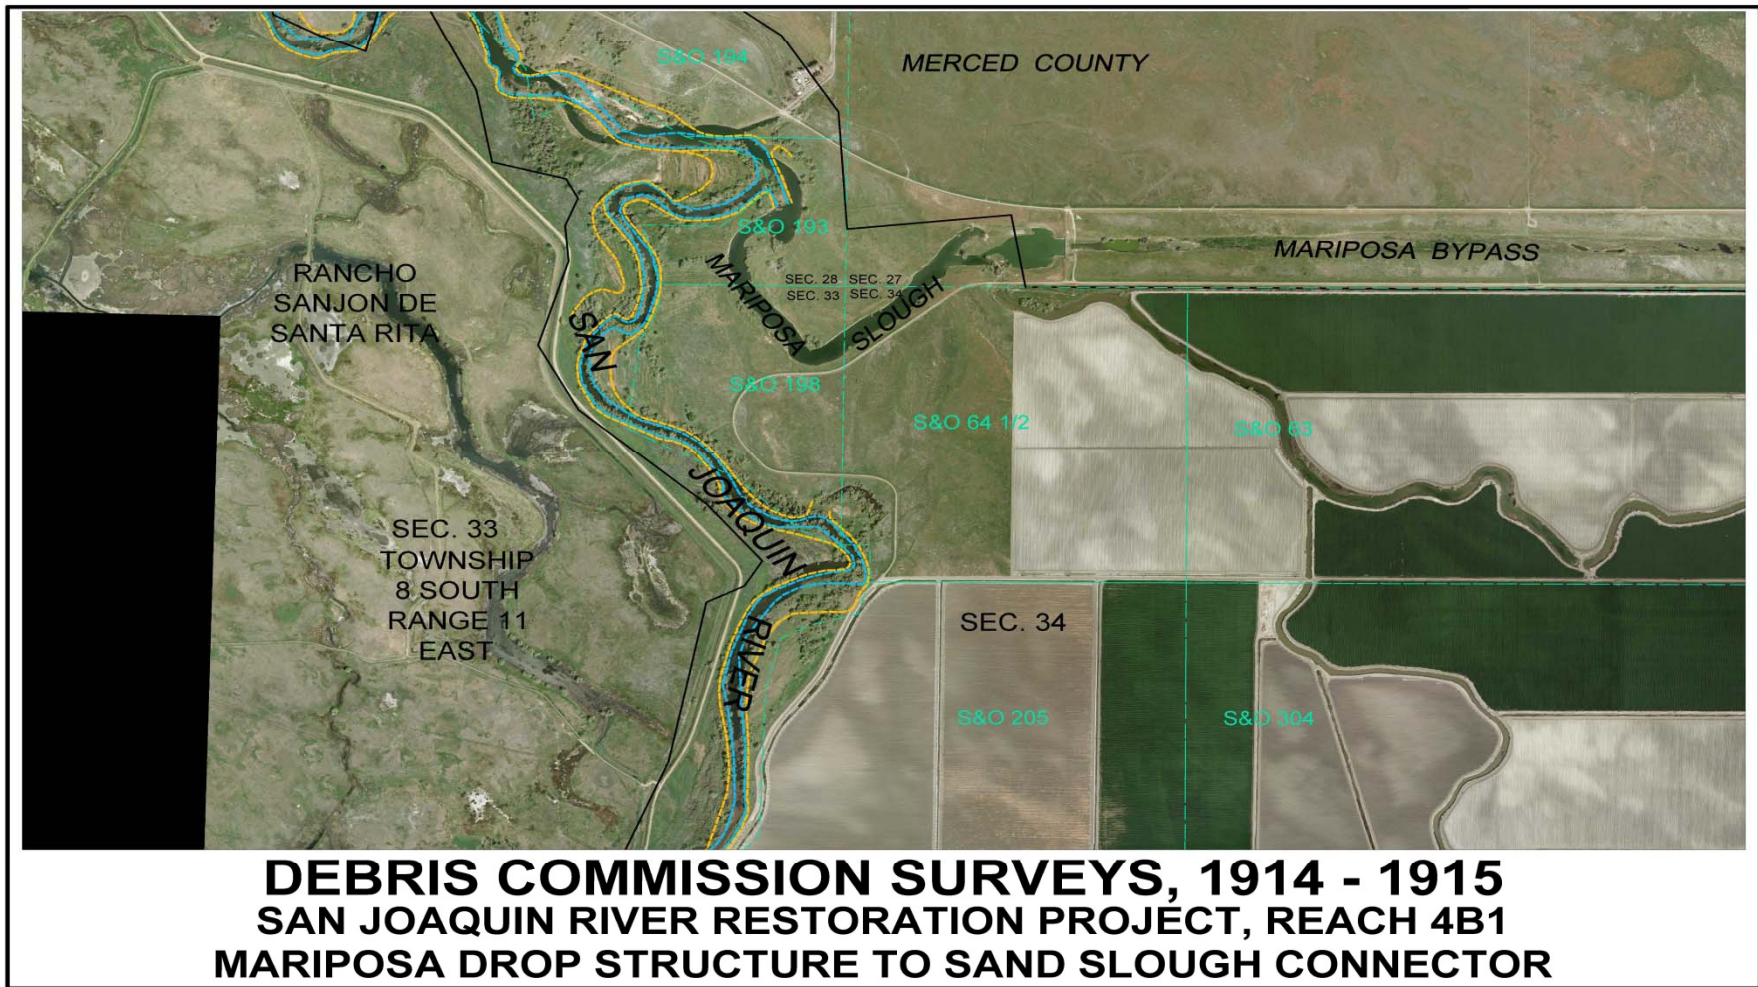 S&O 194
MERCED COUNTY
S&O 193
MARIPOSA BYPASS
RANCHO
SANJON DE
SANTA RITA
MARIPOSA
SLOUGH
SEC. 28 SEC. 27
SEC. 33 SEC. 34
SAN
JOAQUIN
RIVER
S&O 198
S&O 64 1/2
S&O 63
SEC. 33
TOWNSHIP
8 SOUTH
RANGE 11
EAST
SEC. 34
S&O 205
S&O 304
DEBRIS COMMISSION SURVEYS, 1914 - 1915
SAN JOAQUIN RIVER RESTORATION PROJECT, REACH 4B1
MARIPOSA DROP STRUCTURE TO SAND SLOUGH CONNECTOR